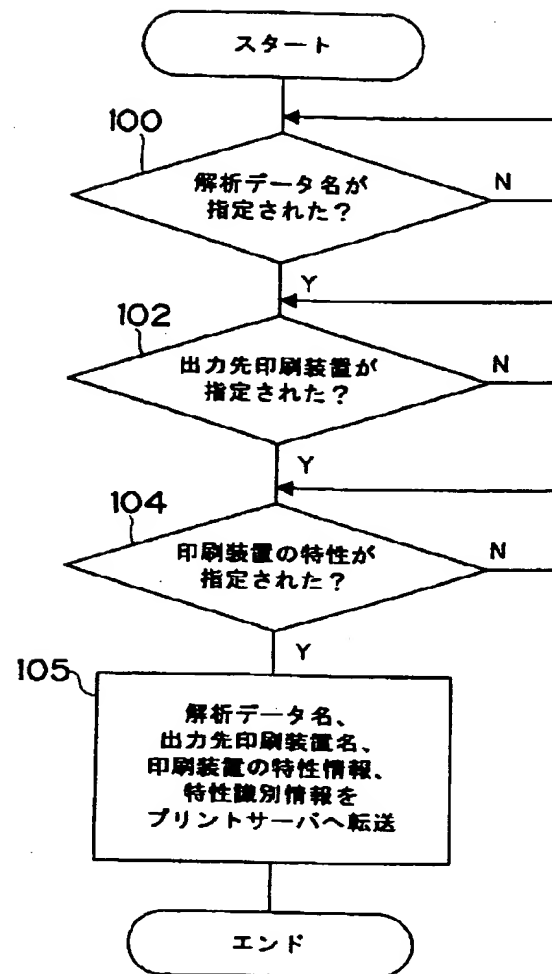 スタート
100
解析データ名が
指定された?
N
Y
102
出力先印刷装置が
指定された?
N
Y
104
印刷装置の特性が
指定された?
N
Y
105
解析データ名、
出力先印刷装置名、
印刷装置の特性情報、
特性識別情報を
プリントサーバへ転送
エンド